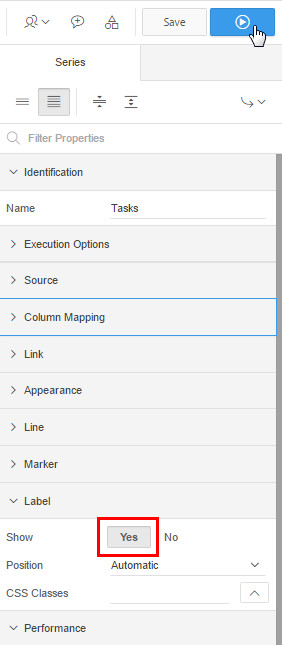 Save
Series
Filter Properties
Identification
Name Tasks
Execution Options
Source
Column Mapping
Link
Appearance
Line
Marker
Label
Show Yes No
Position Automatic
CSS Classes
Performance